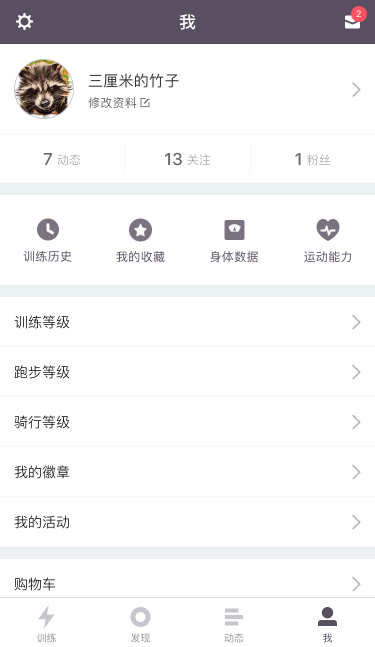 我
2
三厘米的竹子
修改资料
7 动态
13 关注
1 粉丝
训练历史
我的收藏
身体数据
运动能力
训练等级
跑步等级
骑行等级
我的徽章
我的活动
购物车
训练
发现
动态
我